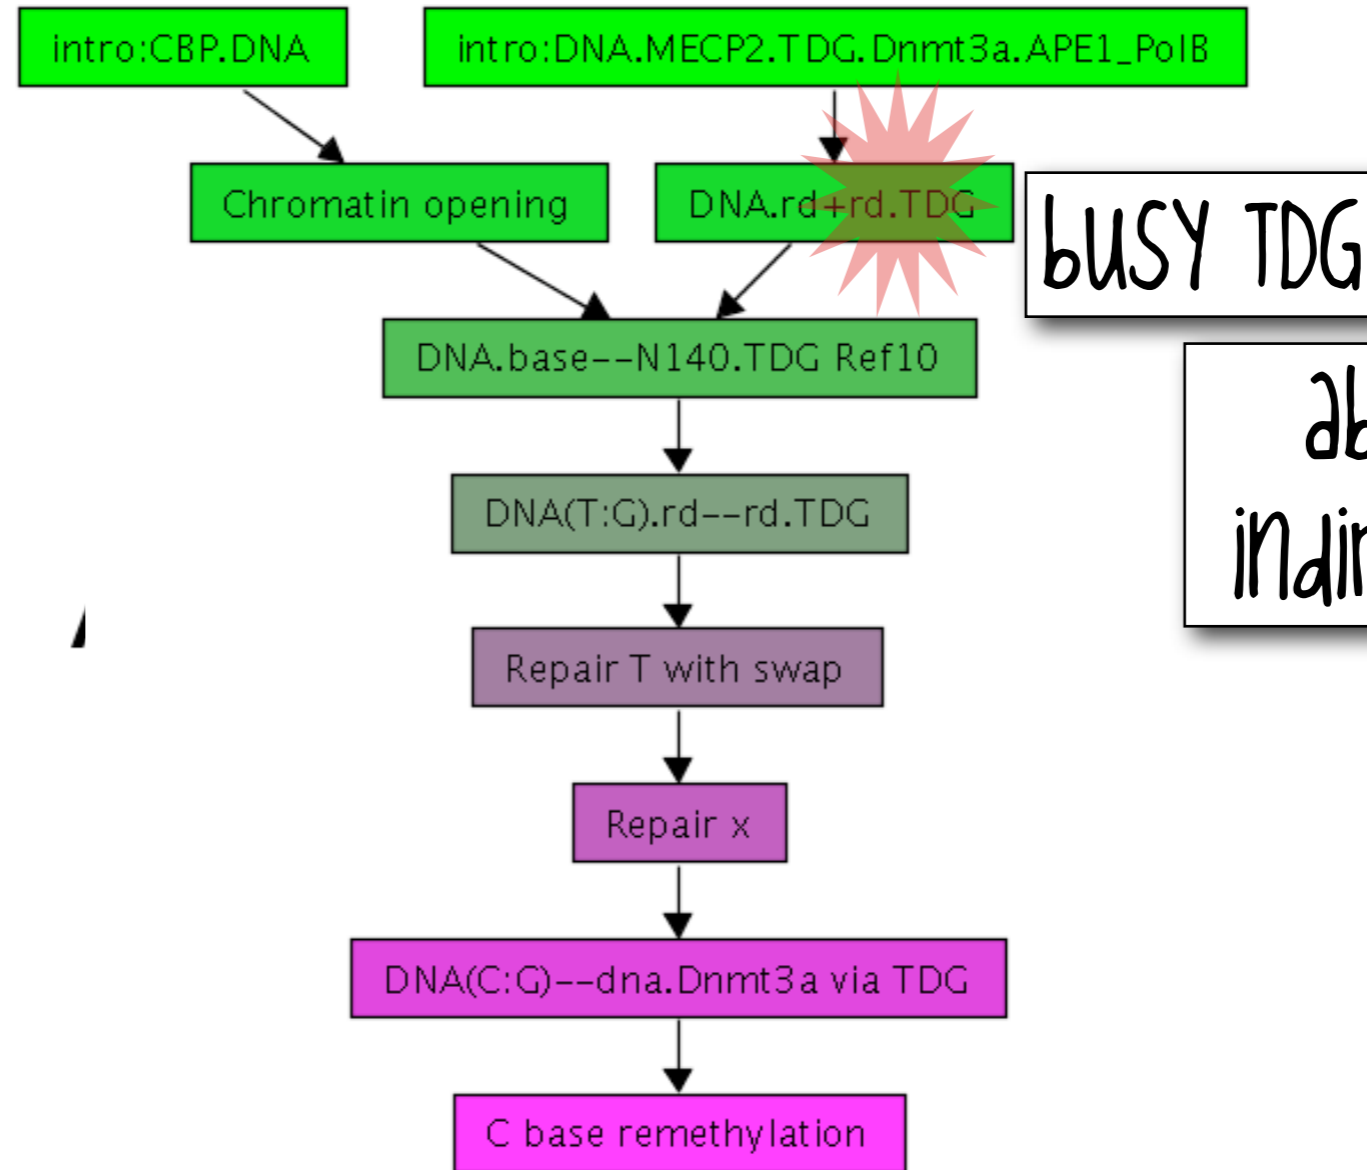 intro:CBP.DNA
intro:DNA.MECP2.TDG.Dnmt3a.APE1_PolB
Chromatin opening
DNA.rd+rd.TDG
busy TDG
DNA.base--N140.TDG Ref10
DNA(T:G).rd--rd.TDG
Repair T with swap
Repair x
DNA(C:G)--dna.Dnmt3a via TDG
C base remethylation